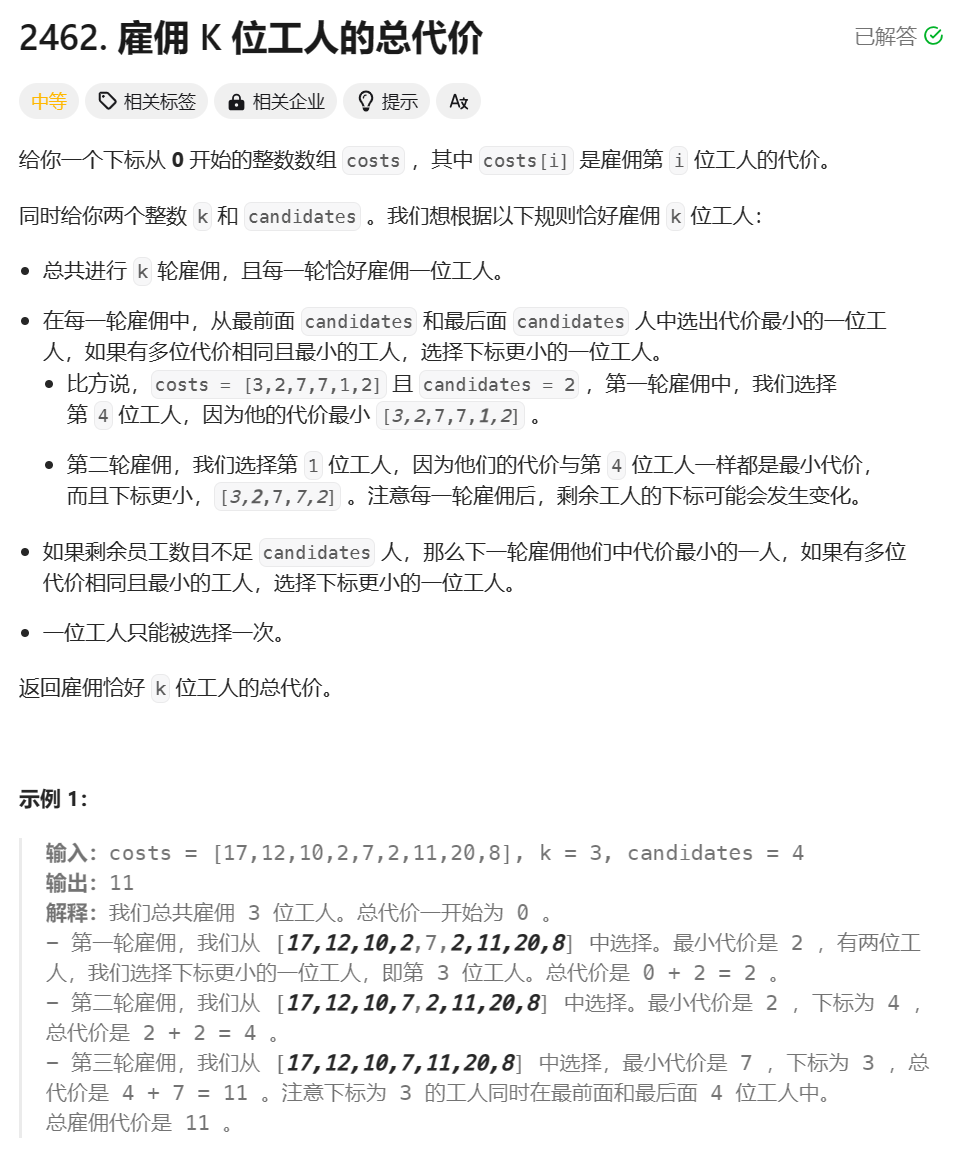 2462. 雇佣 K 位工人的总代价
已解答
中等 相关标签 相关企业 提示 Aא
给你一个下标从 0 开始的整数数组 costs ，其中 costs[i] 是雇佣第 i 位工人的代价。
同时给你两个整数 k 和 candidates 。我们想根据以下规则恰好雇佣 k 位工人：
• 总共进行 k 轮雇佣，且每一轮恰好雇佣一位工人。
• 在每一轮雇佣中，从最前面 candidates 和最后面 candidates 人中选出代价最小的一位工
人，如果有多位代价相同且最小的工人，选择下标更小的一位工人。
• 比方说，costs = [3,2,7,7,1,2] 且 candidates = 2 ，第一轮雇佣中，我们选择
第 4 位工人，因为他的代价最小 [3,2,7,7,1,2] 。
• 第二轮雇佣，我们选择第 1 位工人，因为他们的代价与第 4 位工人一样都是最小代价，
而且下标更小，[3,2,7,7,2] 。注意每一轮雇佣后，剩余工人的下标可能会发生变化。
• 如果剩余员工数目不足 candidates 人，那么下一轮雇佣他们中代价最小的一人，如果有多位
代价相同且最小的工人，选择下标更小的一位工人。
• 一位工人只能被选择一次。
返回雇佣恰好 k 位工人的总代价。
示例 1：
输入：costs = [17,12,10,2,7,2,11,20,8], k = 3, candidates = 4
输出：11
解释：我们总共雇佣 3 位工人。总代价一开始为 0 。
- 第一轮雇佣，我们从 [17,12,10,2,7,2,11,20,8] 中选择。最小代价是 2 ，有两位工
人，我们选择下标更小的一位工人，即第 3 位工人。总代价是 0 + 2 = 2 。
- 第二轮雇佣，我们从 [17,12,10,7,2,11,20,8] 中选择。最小代价是 2 ，下标为 4 ，
总代价是 2 + 2 = 4 。
- 第三轮雇佣，我们从 [17,12,10,7,11,20,8] 中选择，最小代价是 7 ，下标为 3 ，总
代价是 4 + 7 = 11 。注意下标为 3 的工人同时在最前面和最后面 4 位工人中。
总雇佣代价是 11 。